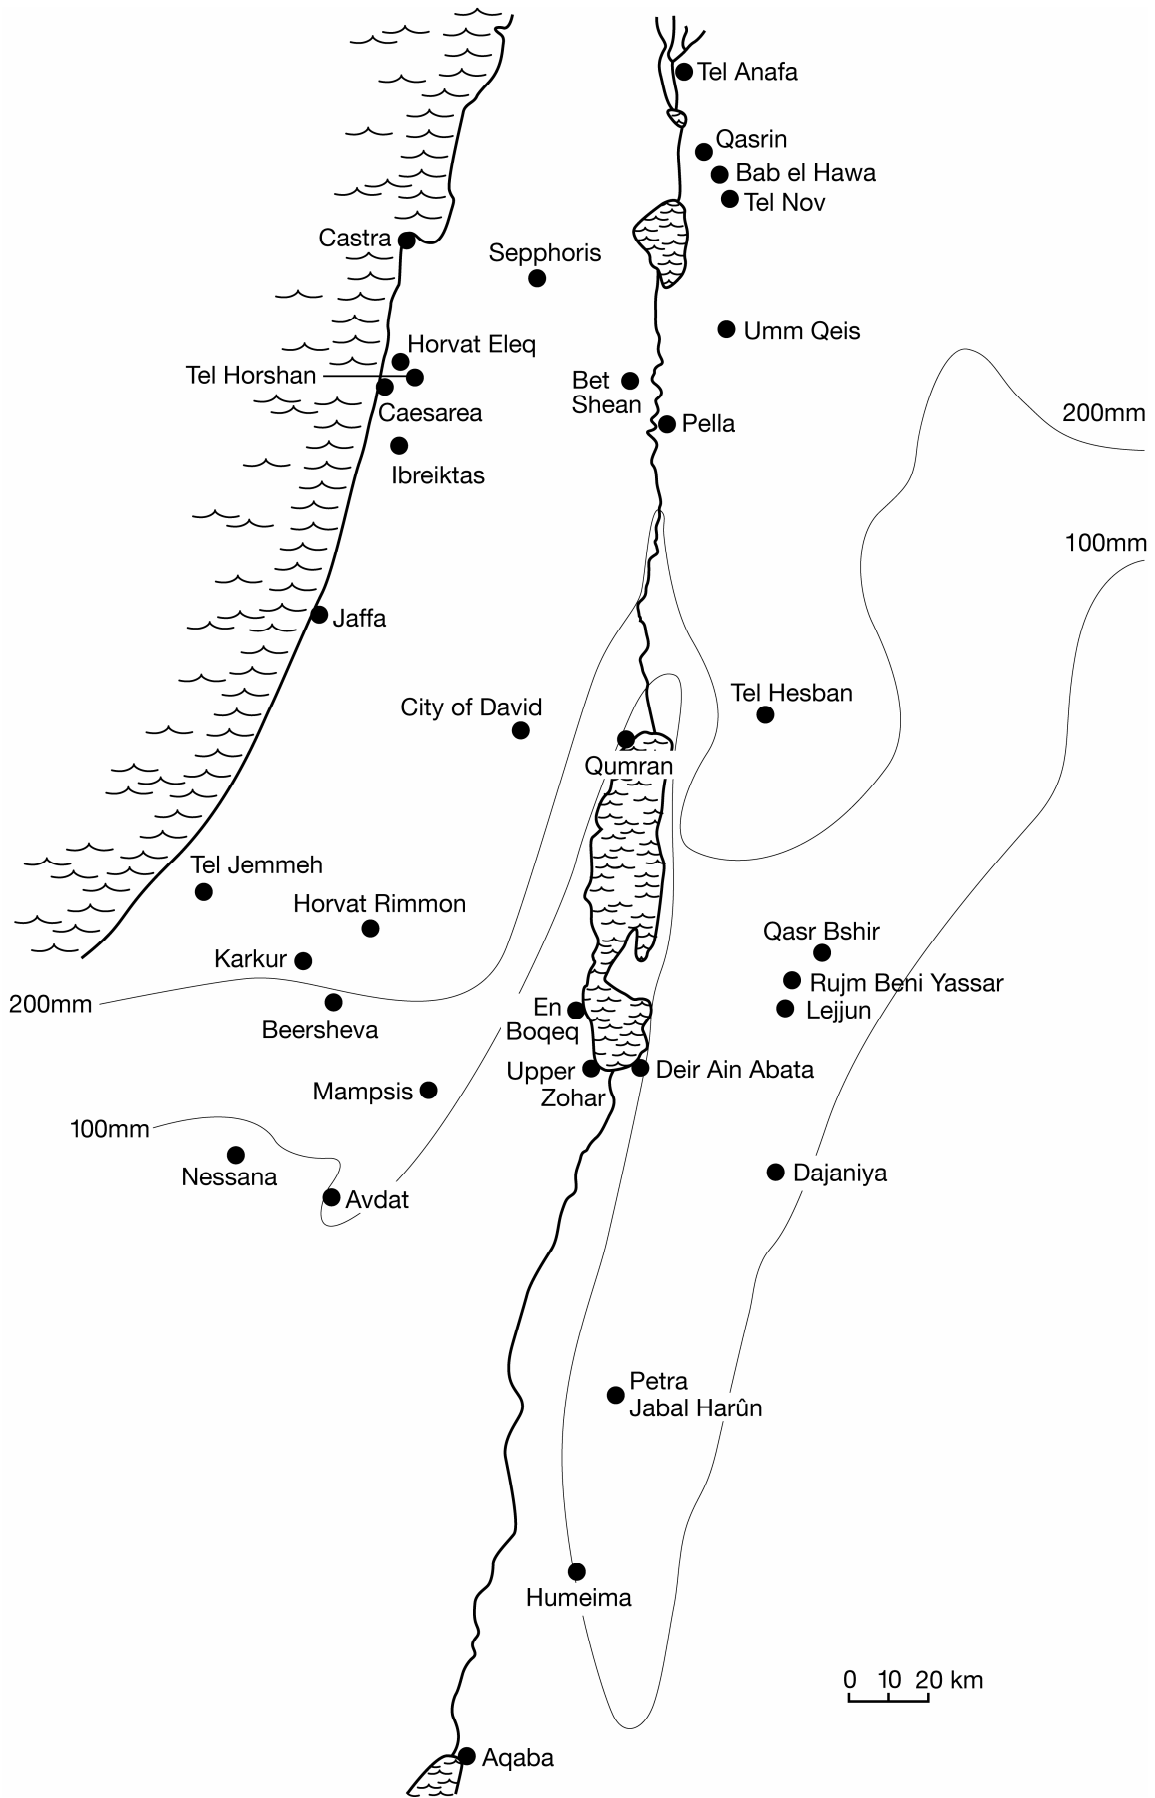 Tel Anafa
Qasrin
Bab el Hawa
Tel Nov
Castra
Sepphoris
Umm Qeis
Horvat Eleq
Tel Horshan
Bet
Shean
Caesarea
200mm
Pella
Ibreiktas
100mm
Jaffa
Tel Hesban
City of David
Qumran
Tel Jemmeh
Horvat Rimmon
Qasr Bshir
Karkur
Rujm Beni Yassar
200mm
En
Boqeq
Lejjun
Beersheva
Upper
Zohar
Deir Ain Abata
Mampsis
100mm
Nessana
Dajaniya
Avdat
Petra
Jabal Harûn
Humeima
0 10 20 km
Aqaba